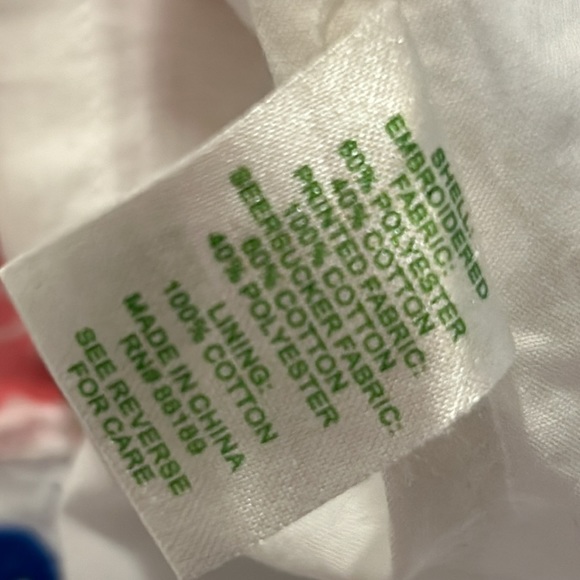 SHELL:
EMBROIDERED
FABRIC:
60% POLYESTER
40% COTTON
PRINTED FABRIC:
100% COTTON
SEERSUCKER FABRIC:
60% COTTON
40% POLYESTER
LINING:
100% COTTON
MADE IN CHINA
RN# 88189
SEE REVERSE
FOR CARE